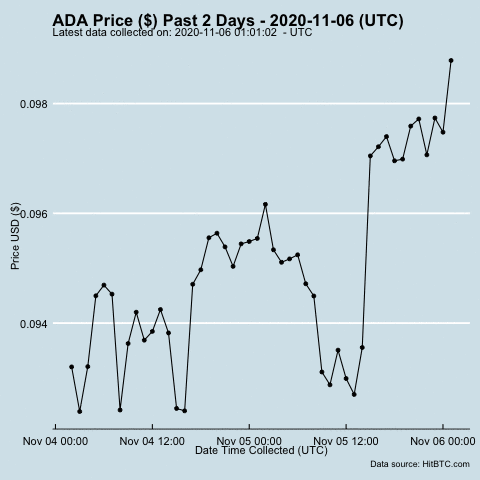 ADA Price ($) Past 2 Days - 2020-11-06 (UTC)
Latest data collected on: 2020-11-06 01:01:02  - UTC
0.098
0.096
0.094
Price USD ($)
Nov 04 00:00 Nov 04 12:00 Nov 05 00:00 Nov 05 12:00 Nov 06 00:00
Date Time Collected (UTC)
Data source: HitBTC.com